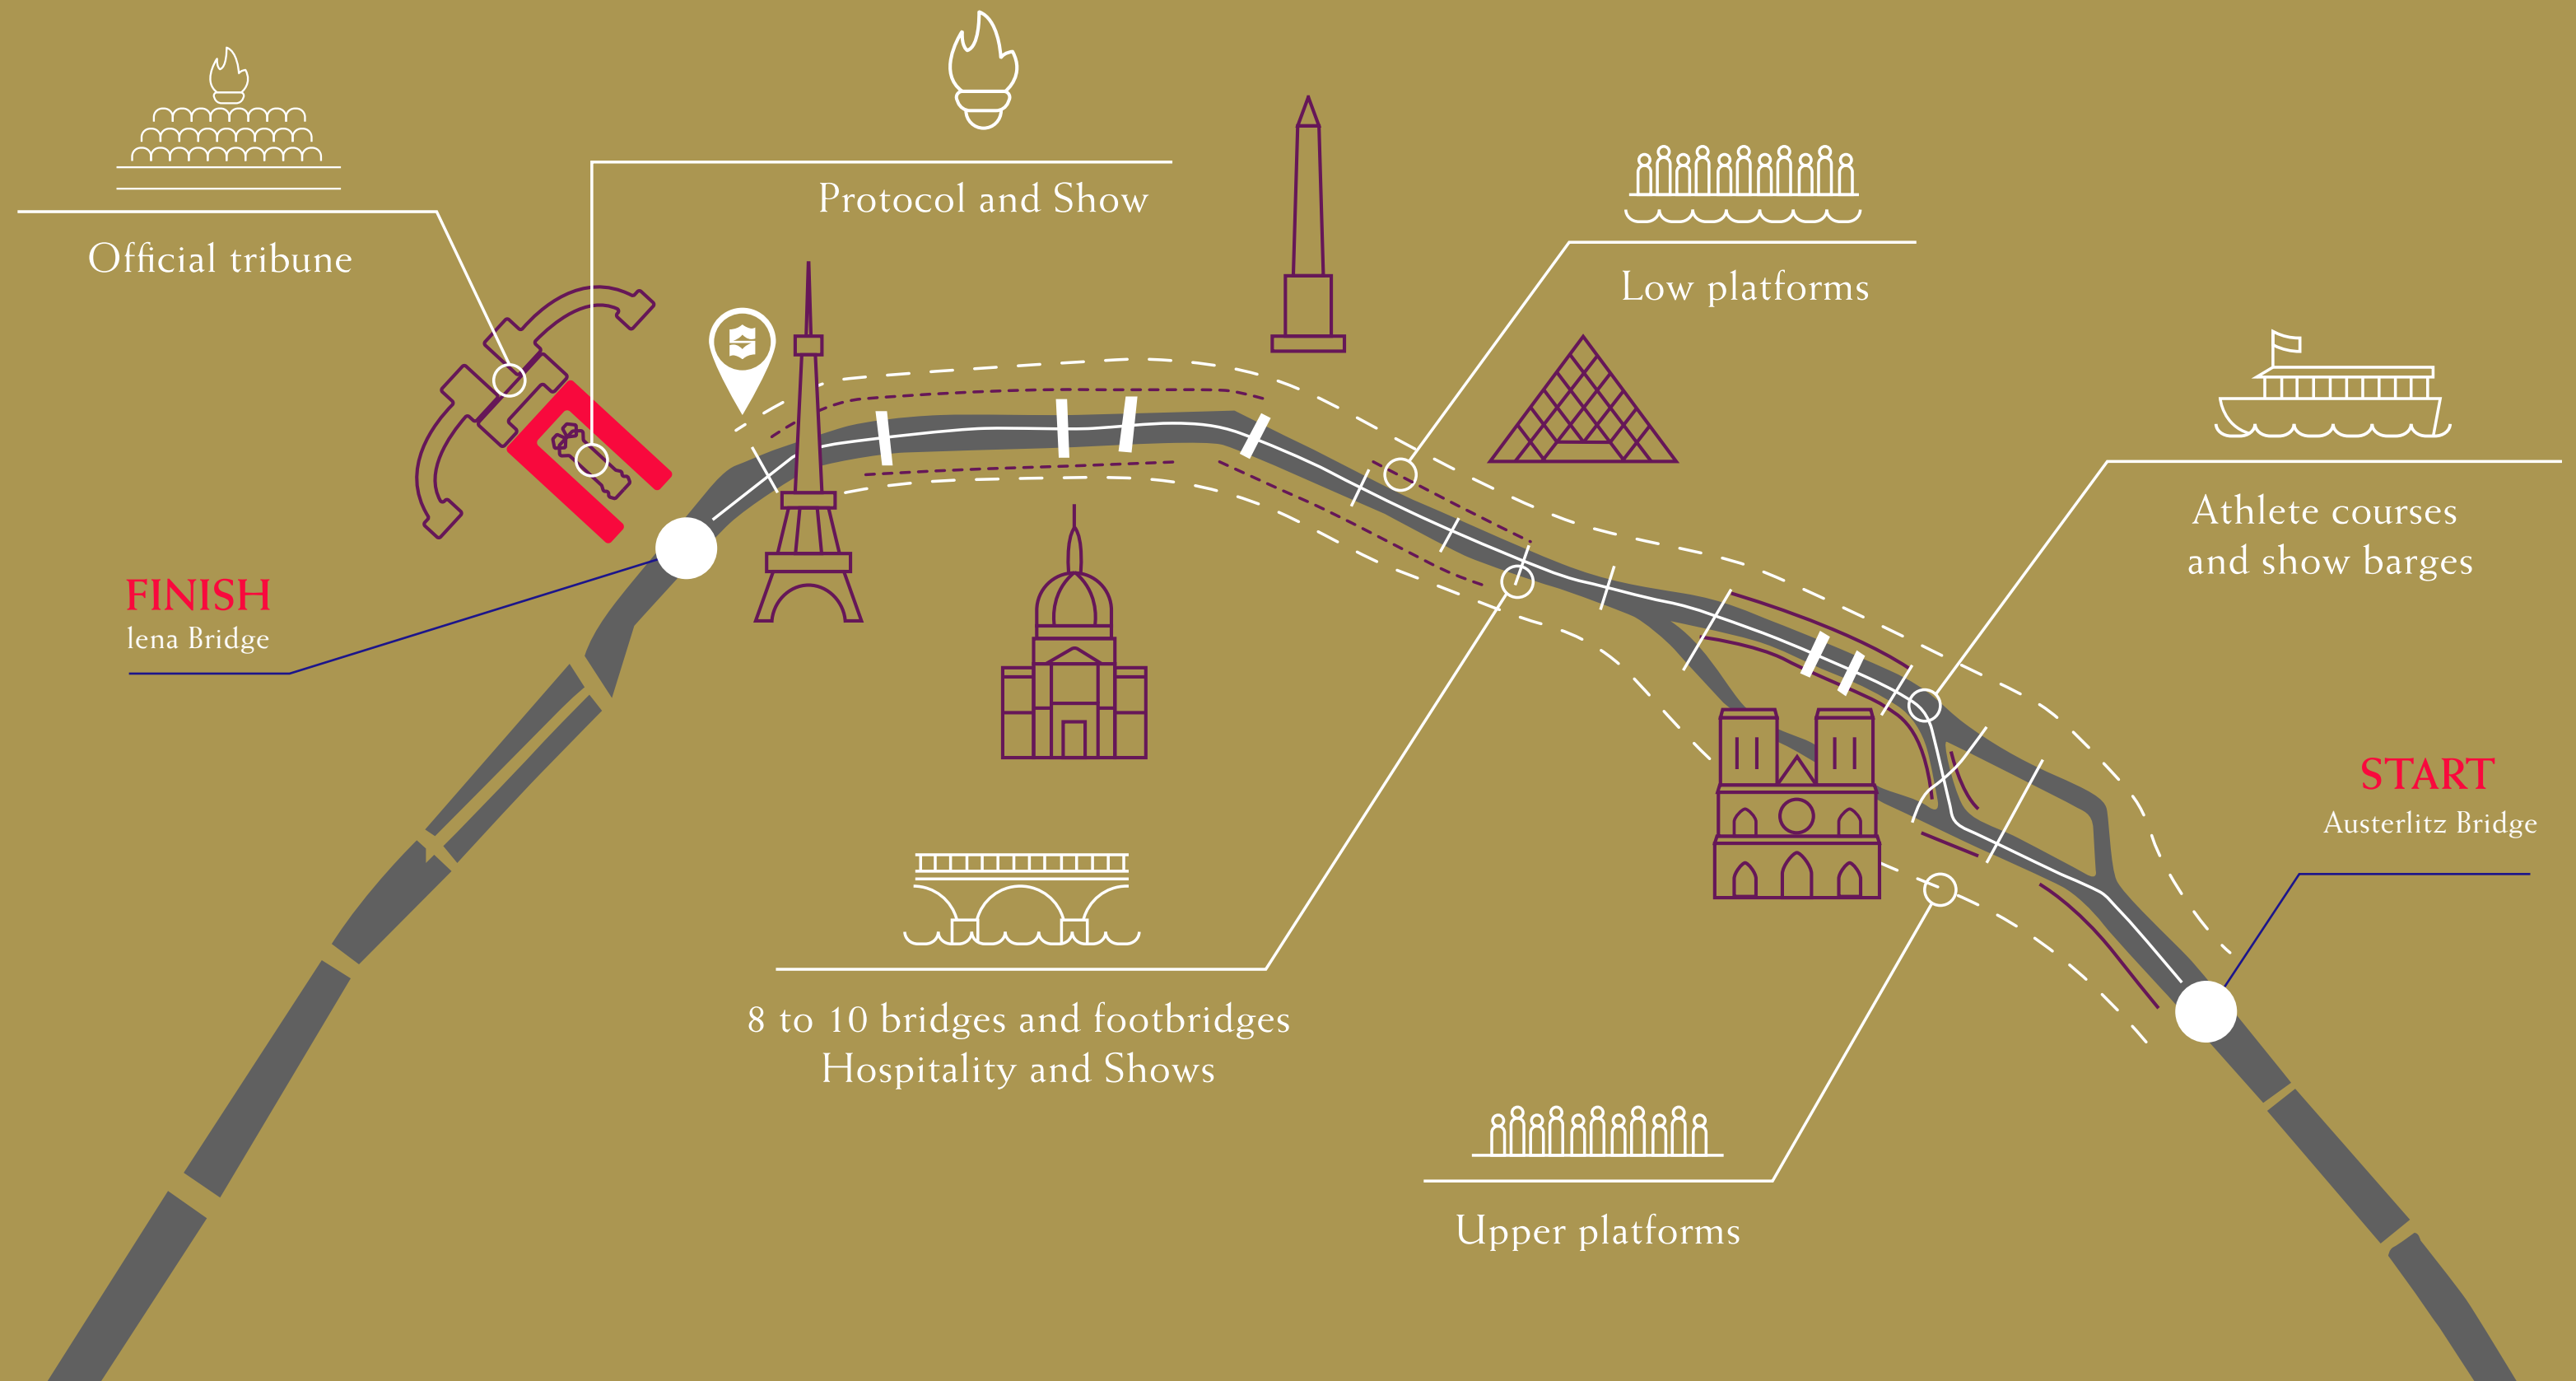 Protocol and Show
Official tribune
Low platforms
Athlete courses
and show barges
FINISH
Iena Bridge
START
Austerlitz Bridge
8 to 10 bridges and footbridges
Hospitality and Shows
Upper platforms